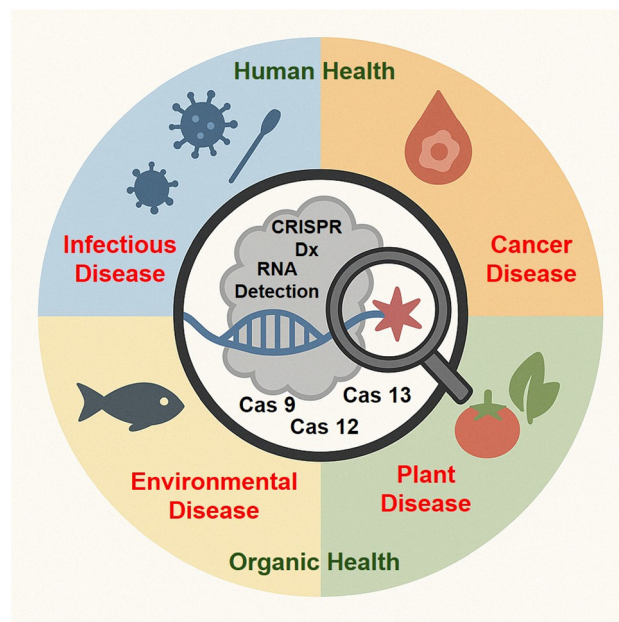 Human Health
Infectious
Disease
Cancer
Disease
CRISPR
Dx
RNA
Detection
Cas 9
Cas 13
Cas 12
Environmental
Disease
Plant
Disease
Organic Health